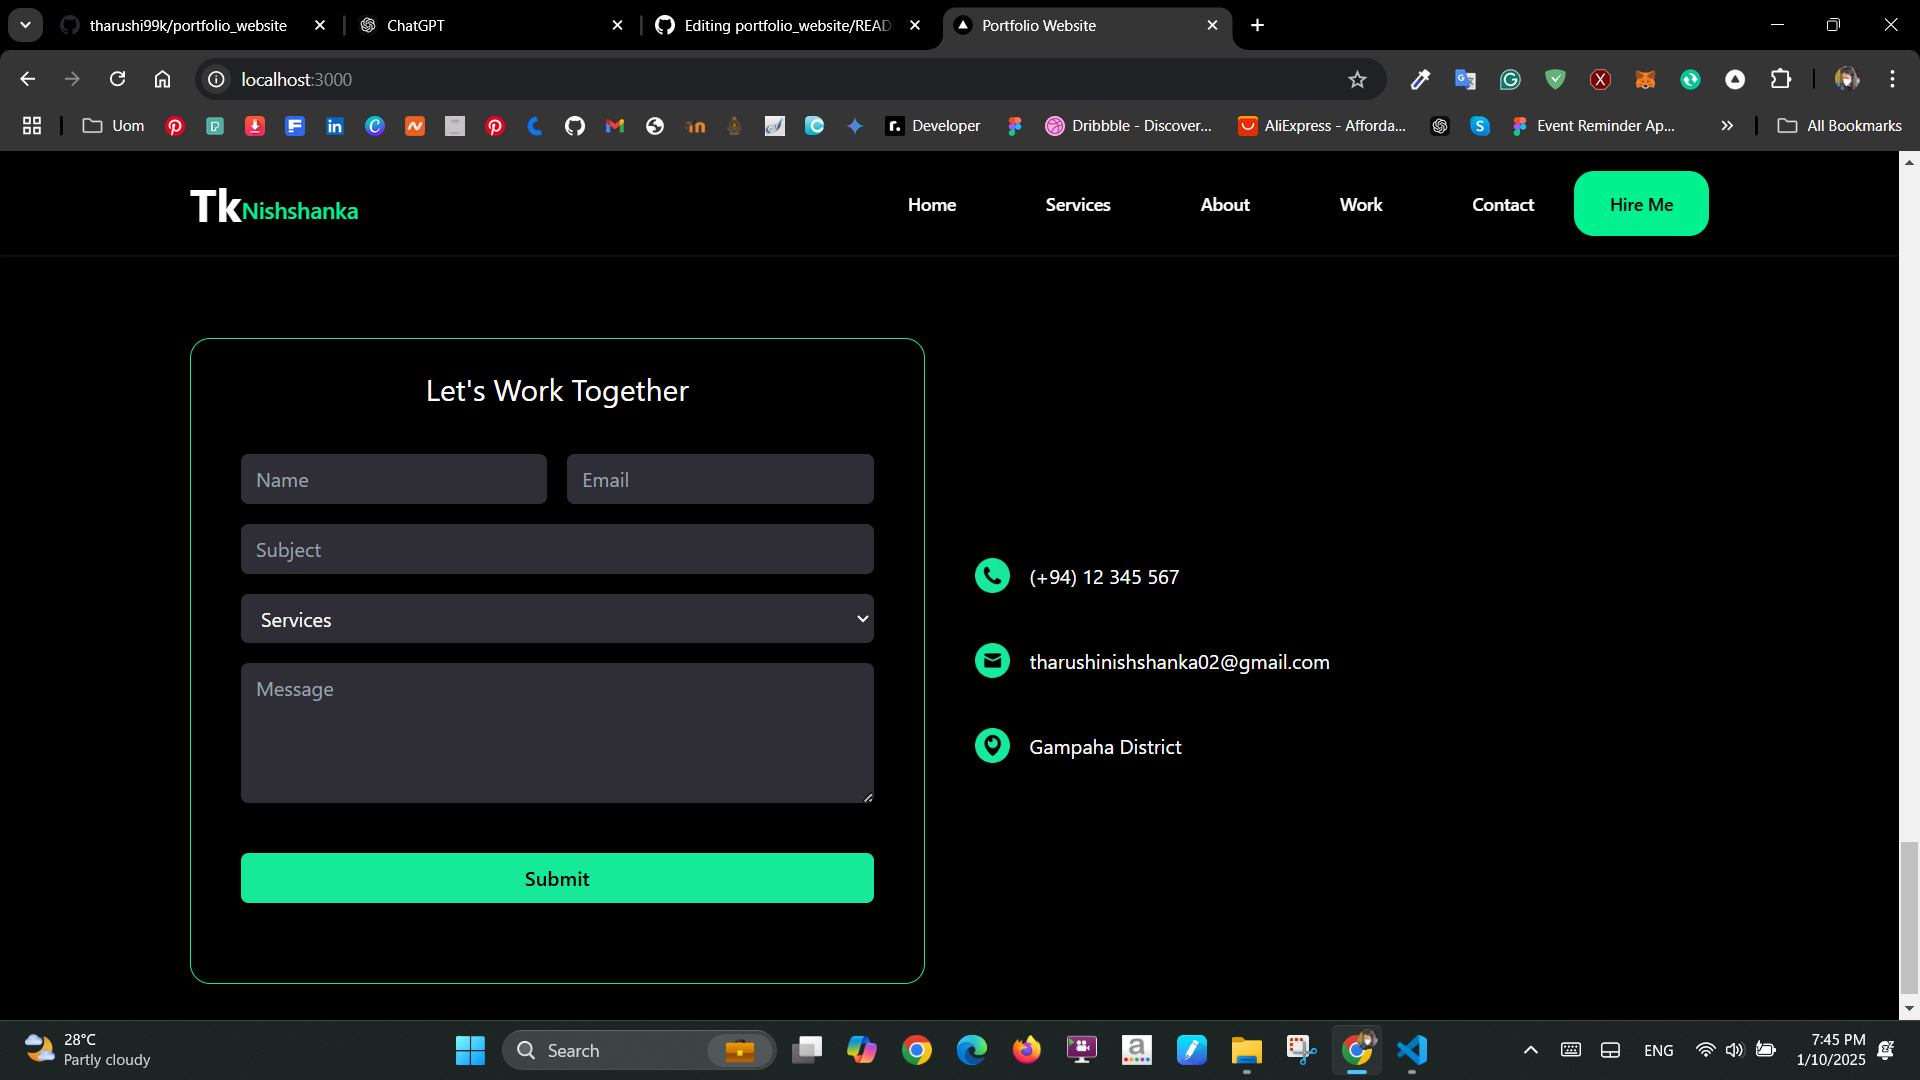 tharushi99k/portfolio_website
ChatGPT
Editing portfolio_website/READ
Portfolio Website
localhost:3000
Uom
Developer
Dribbble - Discover...
AliExpress - Afforda...
Event Reminder Ap...
All Bookmarks
TkNishshanka
Home
Services
About
Work
Contact
Hire Me
Let's Work Together
Name
Email
Subject
Services
Message
Submit
(+94) 12 345 567
tharushinishshanka02@gmail.com
Gampaha District
28°C
Partly cloudy
Search
ENG
7:45 PM
1/10/2025